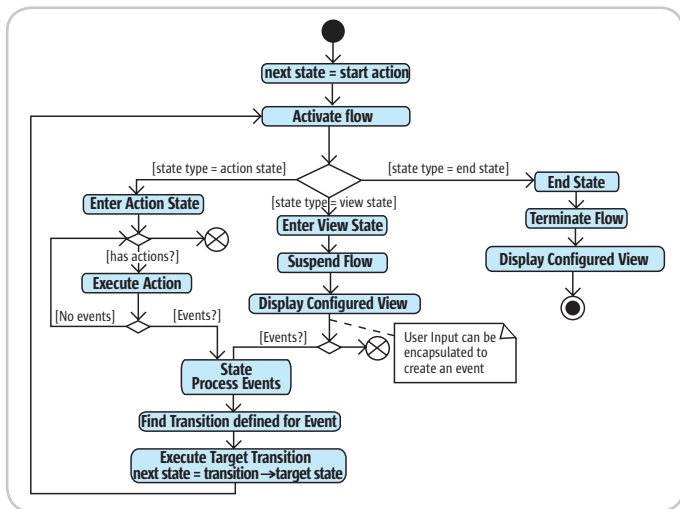 next state = start action
Activate flow
[state type = action state]
[state type = end state]
[state type = view state]
Enter Action State
Enter View State
End State
Terminate Flow
[has actions?]
Suspend Flow
Display Configured View
Execute Action
Display Configured View
[No events]
[Events?]
[Events?]
User Input can be
encapsulated to
create an event
State
Process Events
Find Transition defined for Event
Execute Target Transition
next state = transition→target state